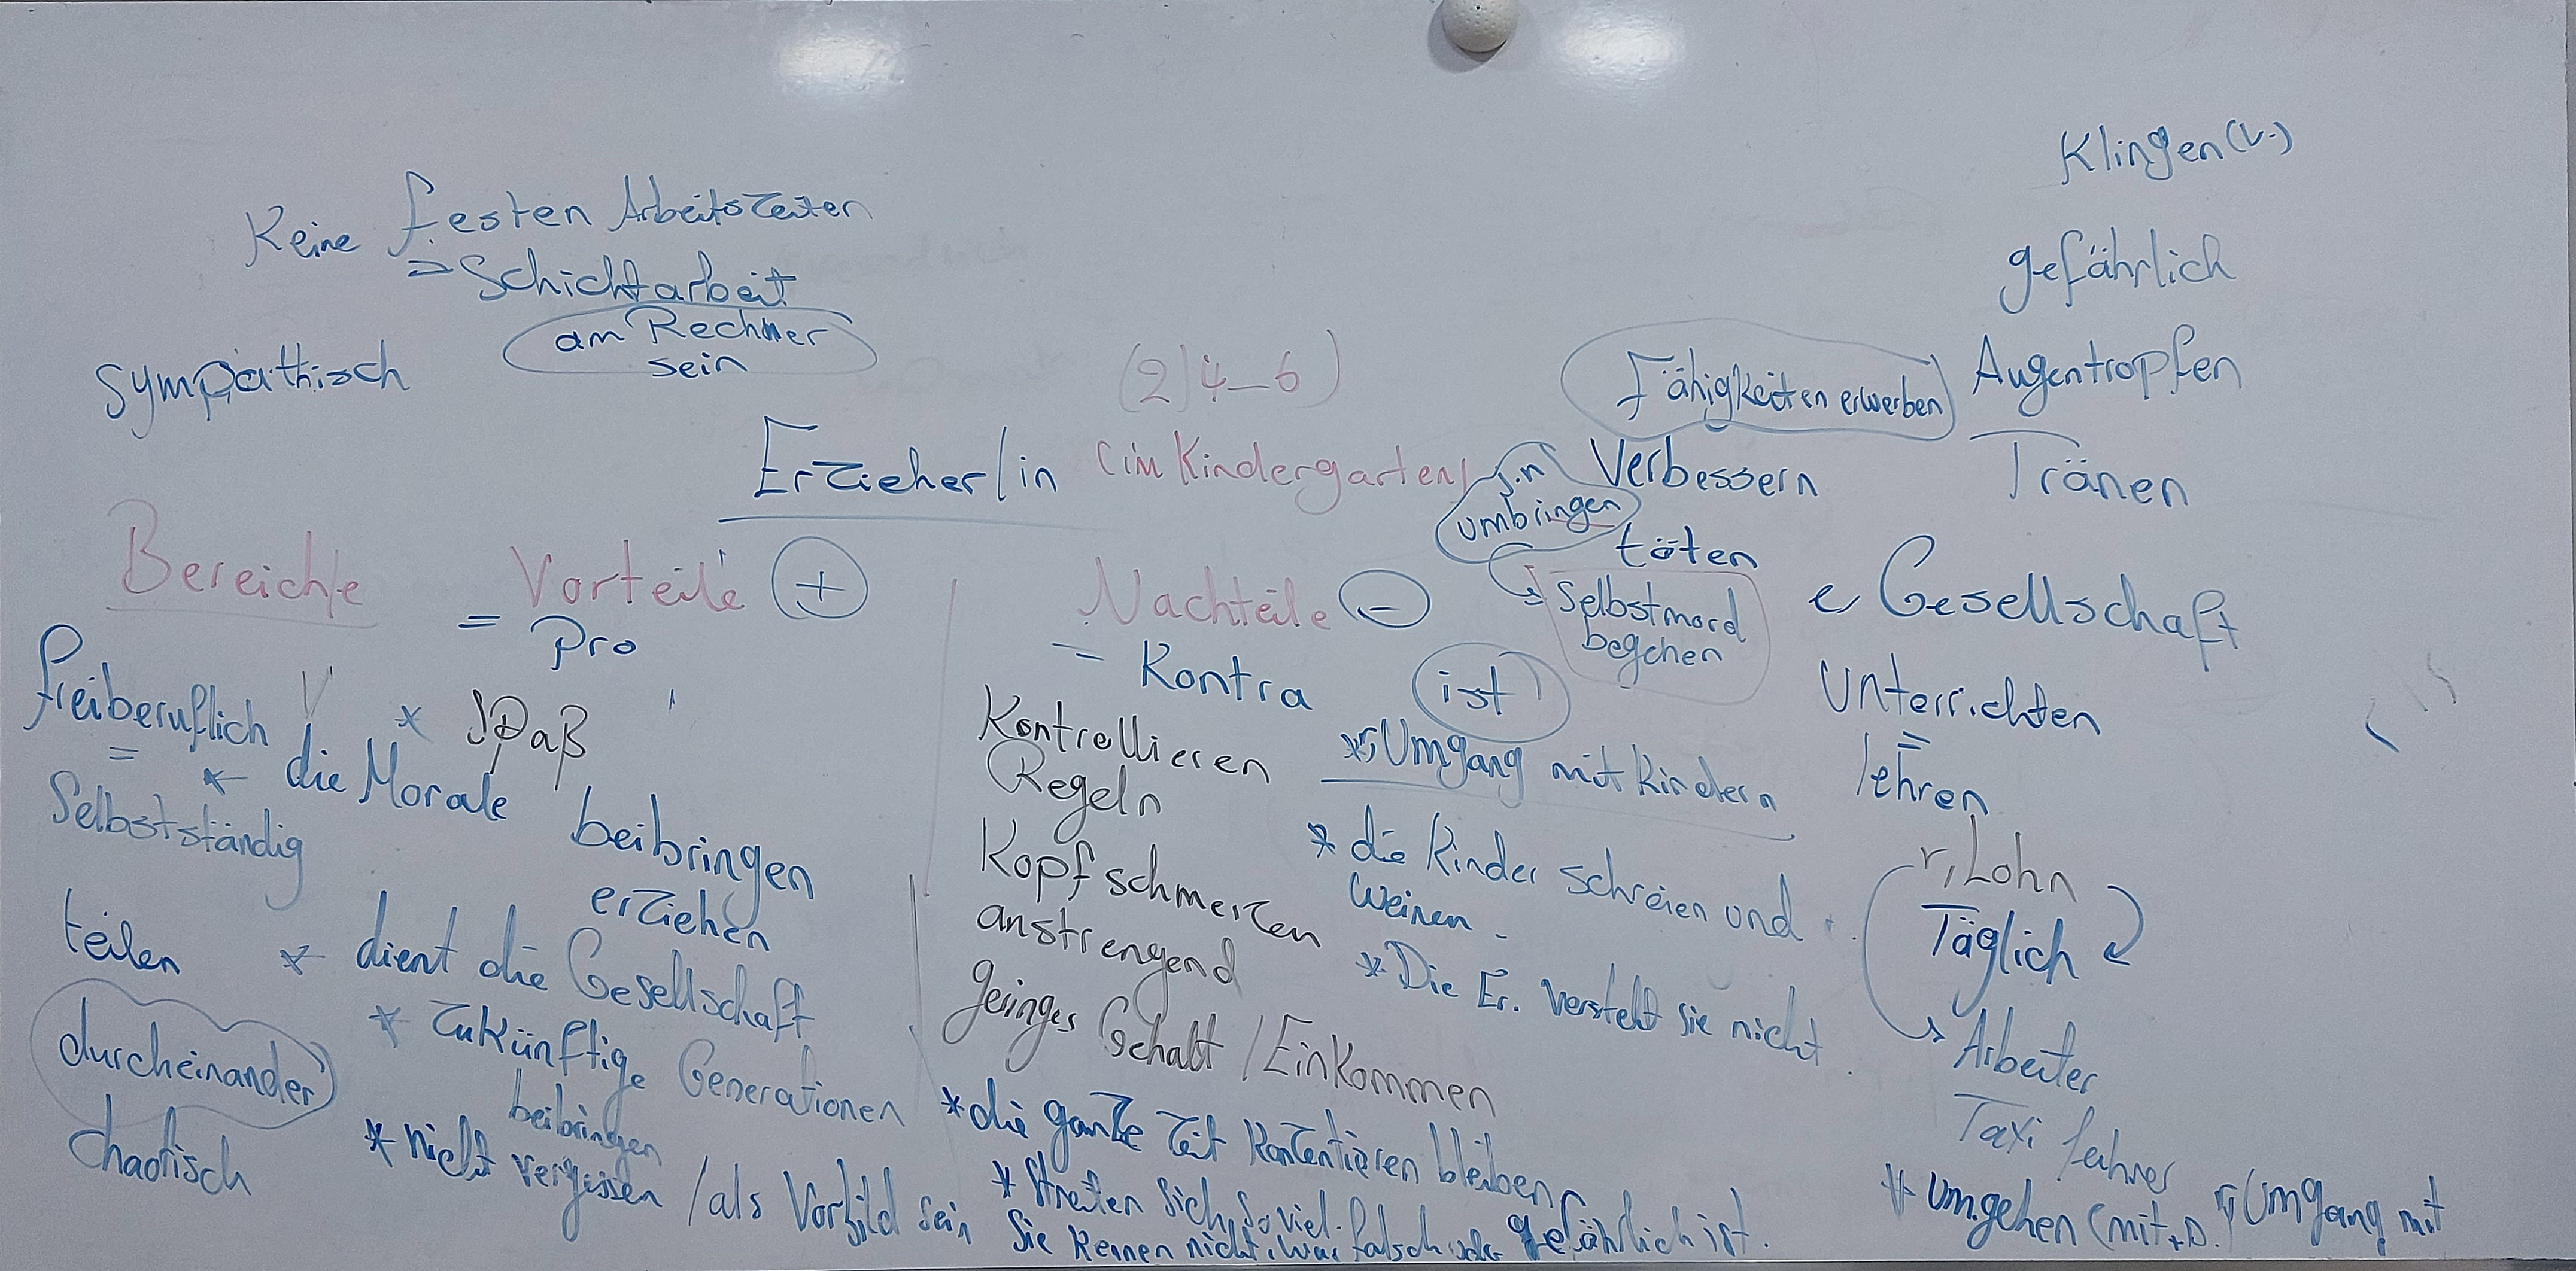 Klingen (v.)
Keine festen Arbeitszeiten
= Schichtarbeit
gefährlich
am Rechner
sein
sympathisch
(2) 4-6)
Fähigkeiten erwerben
Augentropfen
Erzieher/in (im Kindergarten)
j.n
umbringen
Verbessern
Tränen
töten
Selbstmord
begehen
Bereiche
Vorteile +
= Pro
Nachteile -
= Kontra
e Gesellschaft
ist
Unterrichten
=
lehren
freiberuflich
=
Selbstständig
teilen
durcheinander
chaotisch
* Spaß
* die Morale beibringen
erziehen
* dient die Gesellschaft
* zukünftige Generationen
beibringen
* nicht vergessen / als Vorbild sein
Kontrollieren
Regeln
Kopfschmerzen
anstrengend
geringes Gehalt / Einkommen
* r, Umgang mit Kindern
* die Kinder schreien und
weinen.
* Die Er. versteht sie nicht.
* die ganze Zeit konzentieren bleiben
* streiten sich, so viel.
Sie kennen nicht, was falsch oder gefährlich ist.
r, Lohn
Täglich
Arbeiter
Taxi fahrer
* umgehen (mit + D.) r, Umgang mit